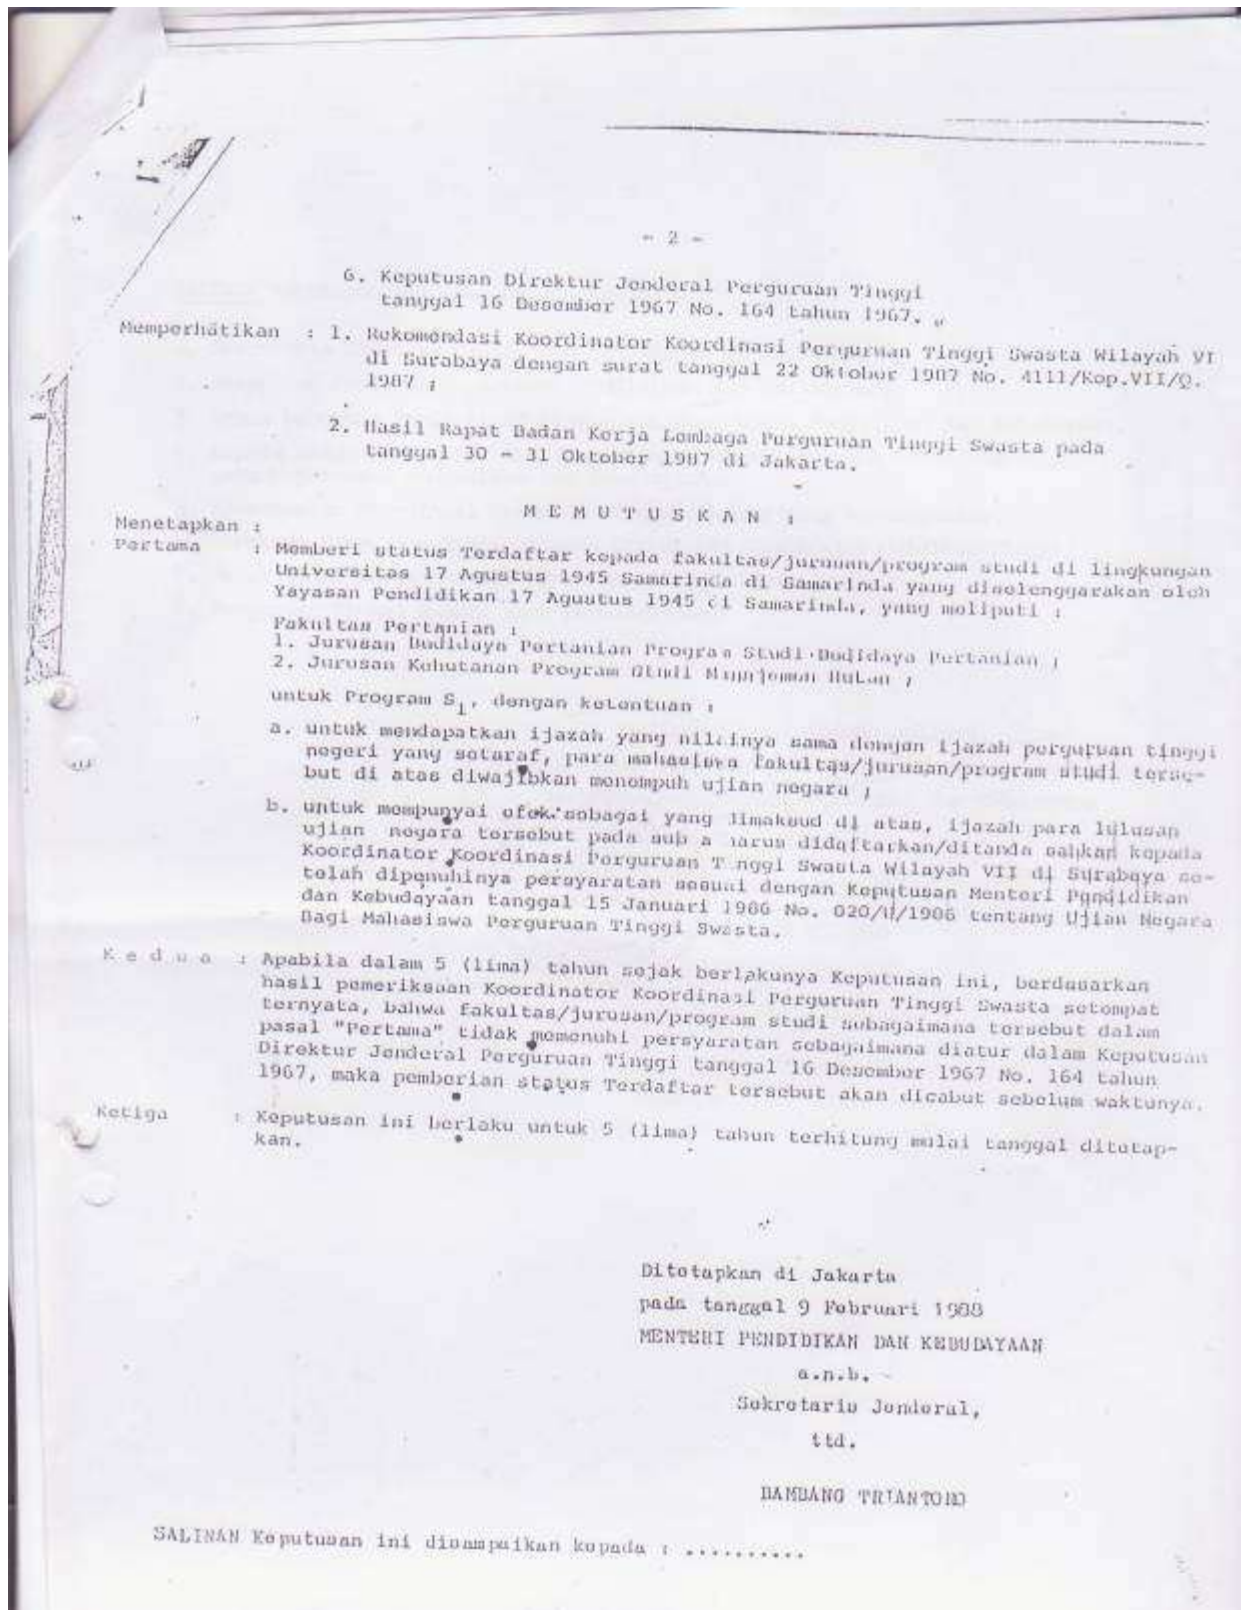 - 2 -
6. Keputusan Direktur Jenderal Perguruan Tinggi
tanggal 16 Desember 1967 No. 164 tahun 1967.
Memperhatikan : 1. Rekomendasi Koordinator Koordinasi Perguruan Tinggi Swasta Wilayah VI
di Surabaya dengan surat tanggal 22 Oktober 1987 No. 4111/Kop.VII/Q.
1987 ;
2. Hasil Rapat Badan Kerja Lembaga Perguruan Tinggi Swasta pada
tanggal 30 - 31 Oktober 1987 di Jakarta.
M E M U T U S K A N :
Menetapkan :
Pertama : Memberi status Terdaftar kepada fakultas/jurusan/program studi di lingkungan
Universitas 17 Agustus 1945 Samarinda di Samarinda yang diselenggarakan oleh
Yayasan Pendidikan 17 Agustus 1945 di Samarinda, yang meliputi :
Fakultas Pertanian :
1. Jurusan Budidaya Pertanian Program Studi Budidaya Pertanian ;
2. Jurusan Kehutanan Program Studi Manajemen Hutan ;
untuk Program S1, dengan ketentuan :
a. untuk mendapatkan ijazah yang nilainya sama dengan ijazah perguruan tinggi
negeri yang setaraf, para mahasiswa fakultas/jurusan/program studi terse-
but di atas diwajibkan menempuh ujian negara ;
b. untuk mempunyai efek sebagai yang dimaksud di atas, ijazah para lulusan
ujian negara tersebut pada sub a harus didaftarkan/ditanda sahkan kepada
Koordinator Koordinasi Perguruan Tinggi Swasta Wilayah VII di Surabaya se-
telah dipenuhinya persyaratan sesuai dengan Keputusan Menteri Pendidikan
dan Kebudayaan tanggal 15 Januari 1986 No. 020/U/1986 tentang Ujian Negara
Bagi Mahasiswa Perguruan Tinggi Swasta.
K e d u a : Apabila dalam 5 (lima) tahun sejak berlakunya Keputusan ini, berdasarkan
hasil pemeriksaan Koordinator Koordinasi Perguruan Tinggi Swasta setempat
ternyata, bahwa fakultas/jurusan/program studi sebagaimana tersebut dalam
pasal "Pertama" tidak memenuhi persyaratan sebagaimana diatur dalam Keputusan
Direktur Jenderal Perguruan Tinggi tanggal 16 Desember 1967 No. 164 tahun
1967, maka pemberian status Terdaftar tersebut akan dicabut sebelum waktunya.
Ketiga : Keputusan ini berlaku untuk 5 (lima) tahun terhitung mulai tanggal ditetap-
kan.
Ditetapkan di Jakarta
pada tanggal 9 Februari 1988
MENTERI PENDIDIKAN DAN KEBUDAYAAN
a.n.b.
Sekretaris Jenderal,
ttd.
BAMBANG TRIANTORO
SALINAN Keputusan ini disampaikan kepada : ..........